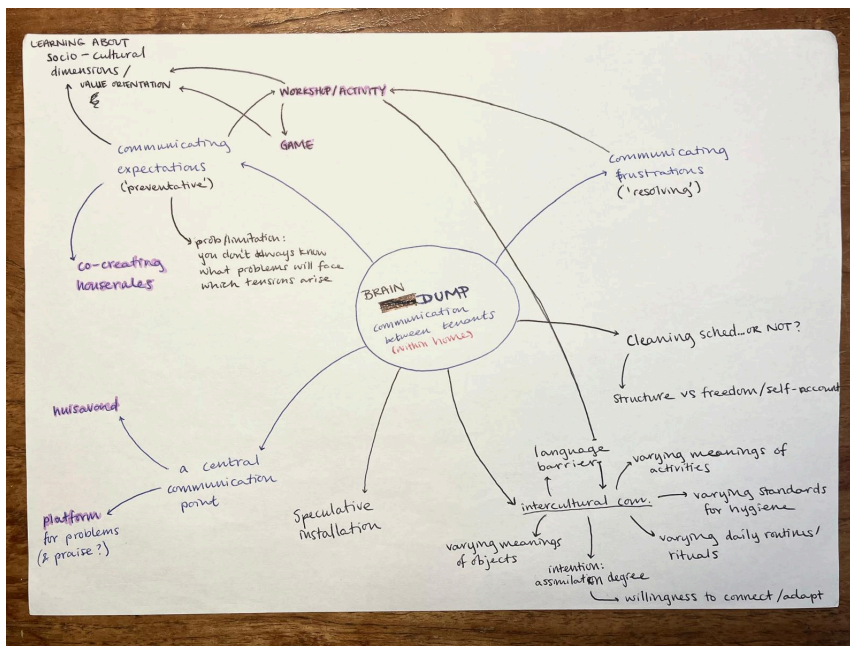 LEARNING ABOUT
socio-cultural
dimensions/
VALUE ORIENTATION
WORKSHOP/ACTIVITY
GAME
communicating
expectations
('preventative')
co-creating
houserules
prob/limitation:
you don't always know
what problems will face
which tensions arise
communicating
frustrations
('resolving')
BRAIN
DUMP
communication
between tenants
(within home)
Cleaning sched...OR NOT?
Structure vs freedom/self-account
huisavond
a central
communication
point
platform
for problems
(& praise?)
Speculative
installation
language
barrier
intercultural com.
varying meanings of
activities
varying standards
for hygiene
varying daily routines/
rituals
varying meanings
of objects
intention:
assimilation degree
willingness to connect/adapt